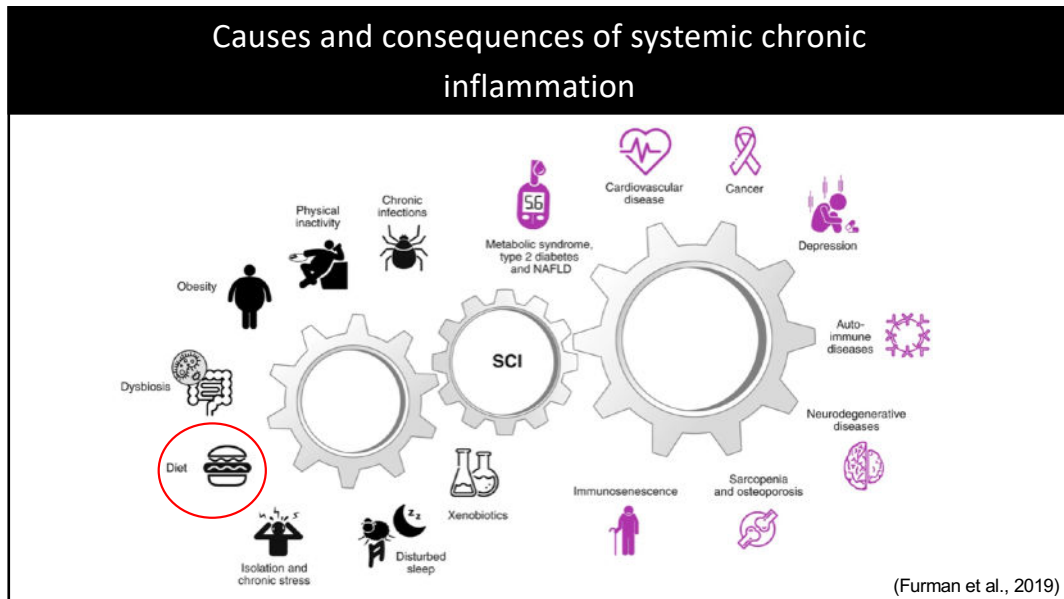 Causes and consequences of systemic chronic
inflammation
Chronic
infections
Physical
inactivity
Obesity
Dysbiosis
Diet
Isolation and
chronic stress
z z
Disturbed
sleep
Xenobiotics
SCI
5.6
Metabolic syndrome,
type 2 diabetes
and NAFLD
Cardiovascular
disease
Cancer
Depression
Auto-
immune
diseases
Neurodegenerative
diseases
Sarcopenia
and osteoporosis
Immunosenescence
(Furman et al., 2019)